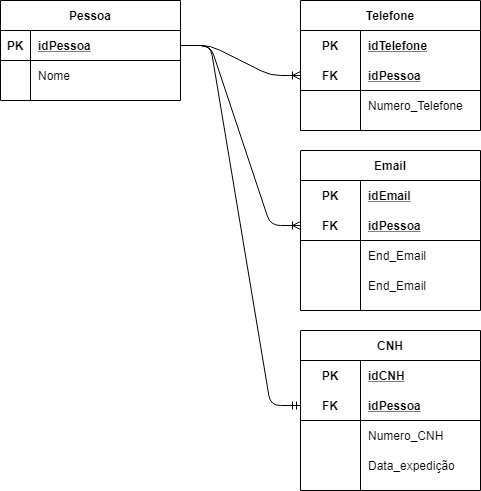 Pessoa
PK idPessoa
Nome
Telefone
PK idTelefone
FK idPessoa
Numero_Telefone
Email
PK idEmail
FK idPessoa
End_Email
End_Email
CNH
PK idCNH
FK idPessoa
Numero_CNH
Data_expedição